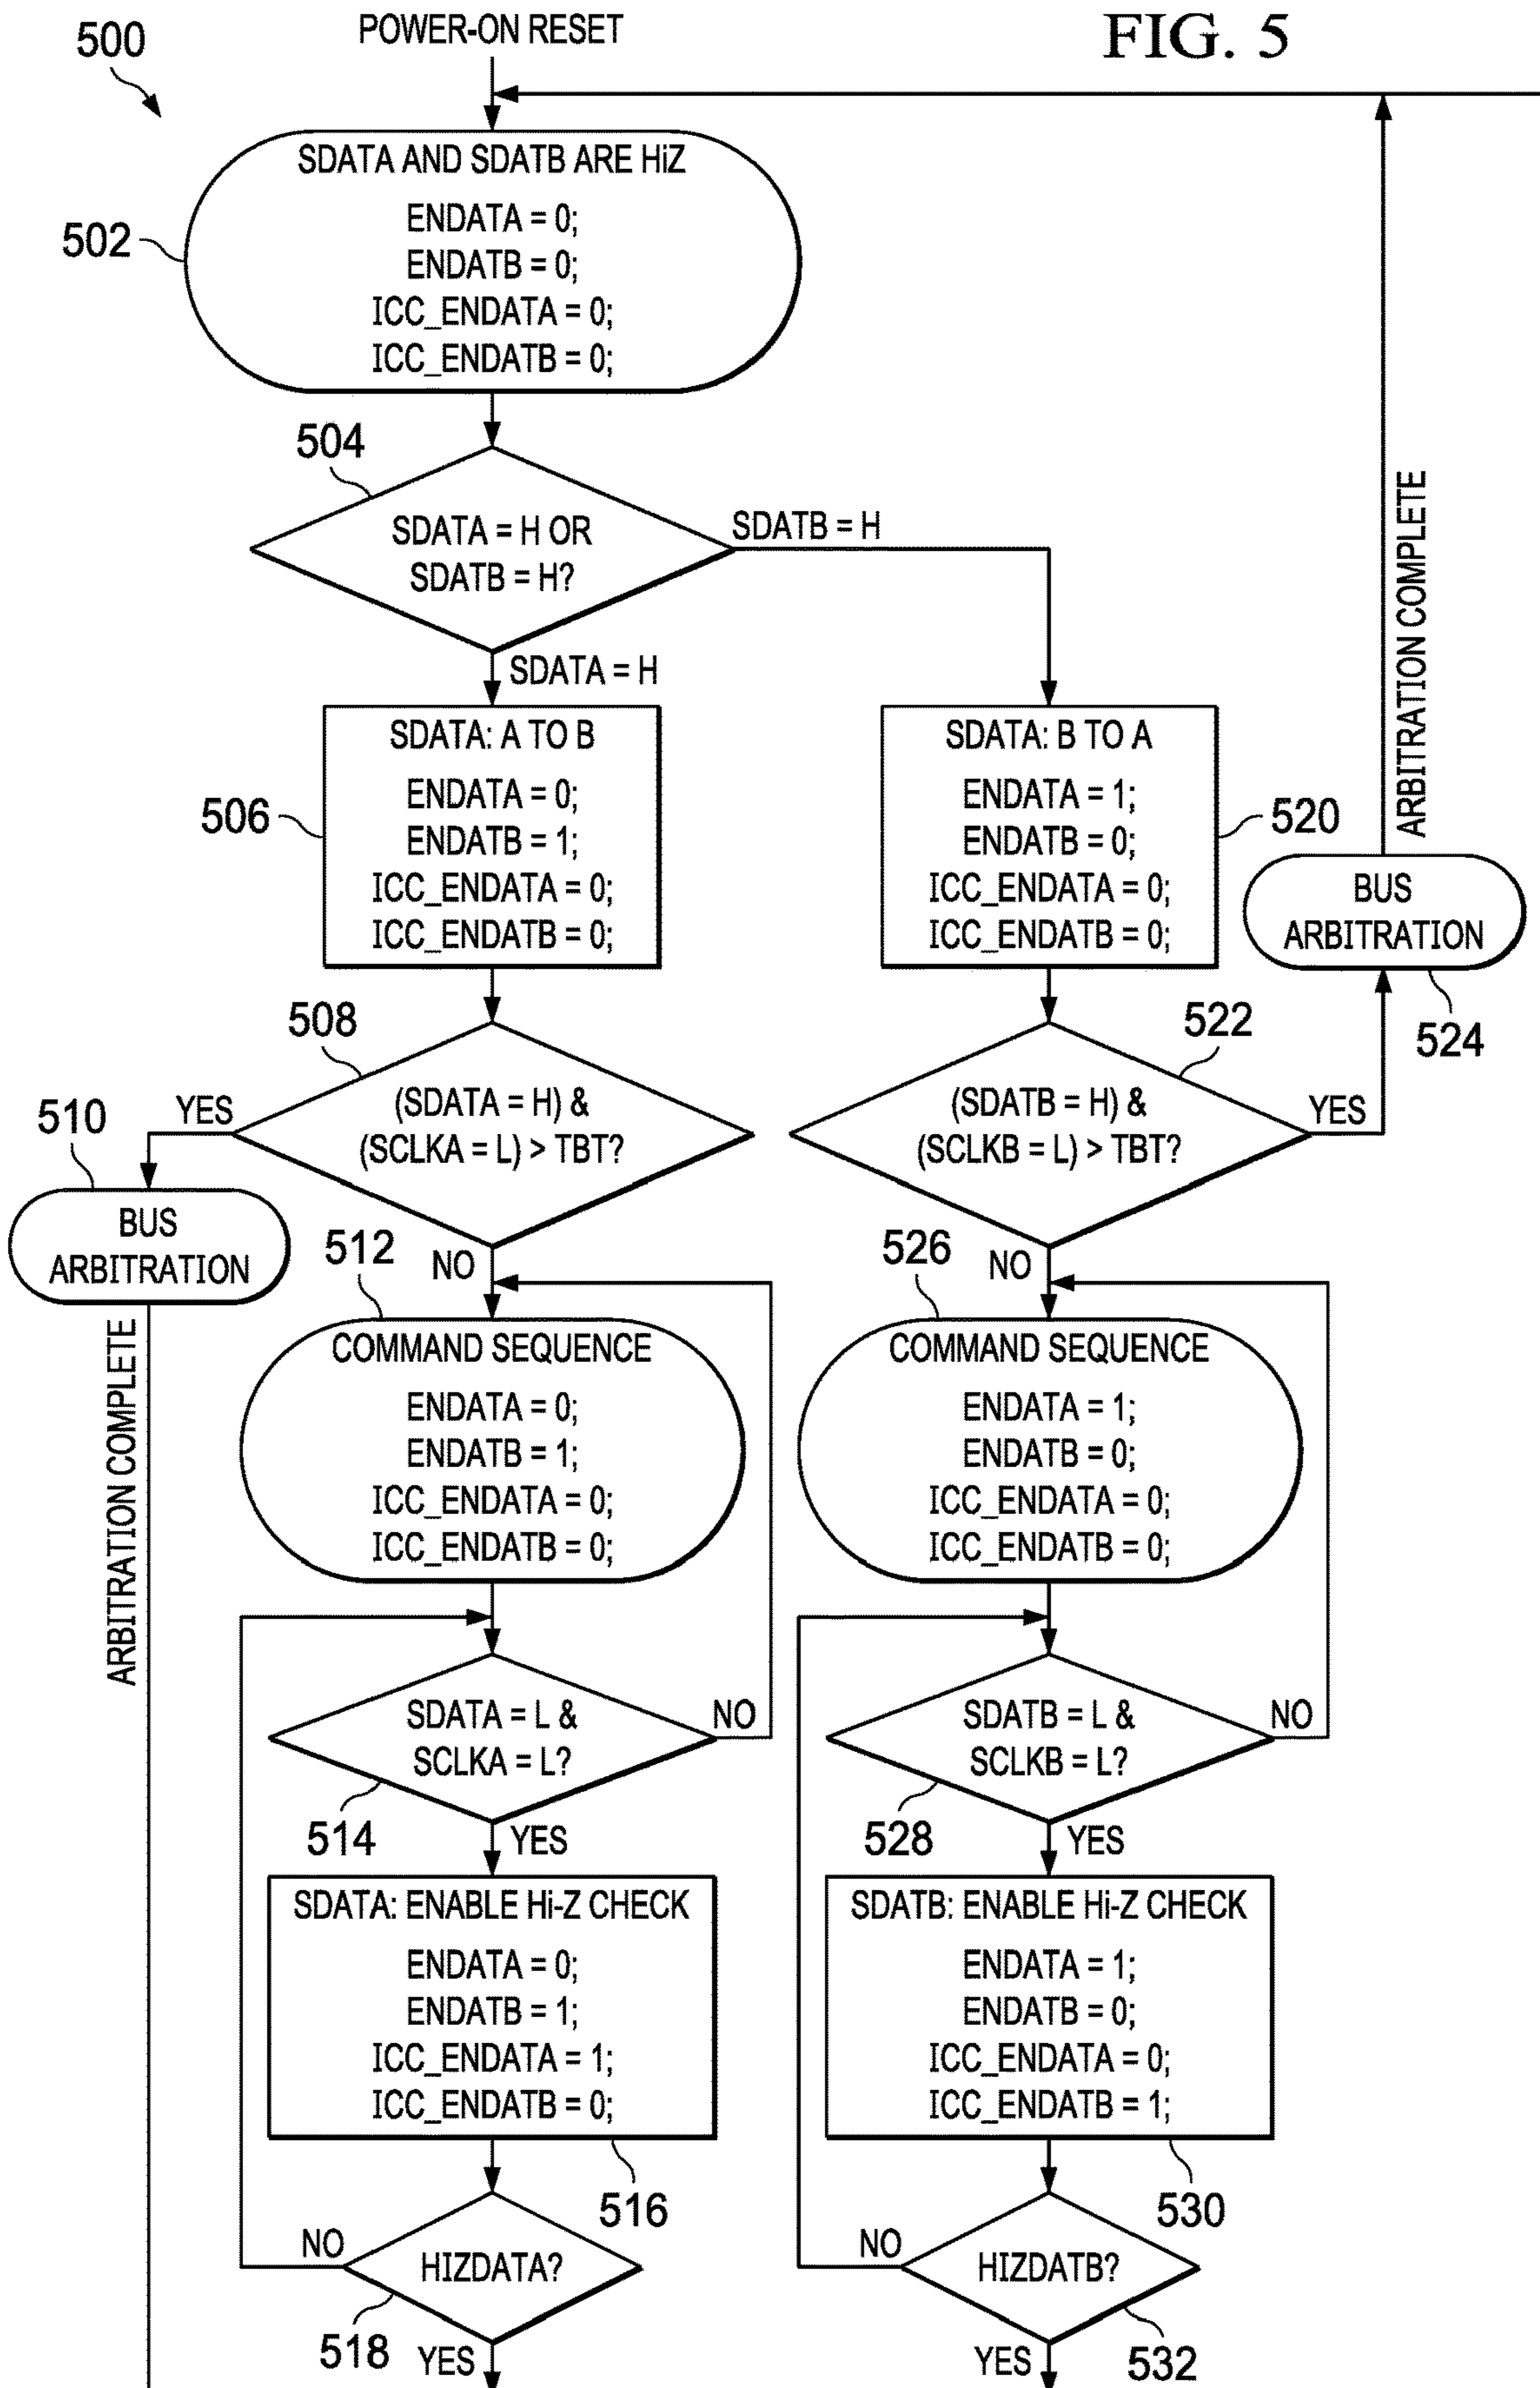 FIG. 5
500
POWER-ON RESET
SDATA AND SDATB ARE HiZ
ENDATA = 0;
ENDATB = 0;
ICC_ENDATA = 0;
ICC_ENDATB = 0;
502
504
SDATA = H OR
SDATB = H?
SDATB = H
SDATA = H
SDATA: A TO B
ENDATA = 0;
ENDATB = 1;
ICC_ENDATA = 0;
ICC_ENDATB = 0;
506
SDATA: B TO A
ENDATA = 1;
ENDATB = 0;
ICC_ENDATA = 0;
ICC_ENDATB = 0;
520
ARBITRATION COMPLETE
BUS
ARBITRATION
524
508
(SDATA = H) &
(SCLKA = L) > TBT?
YES
NO
522
(SDATB = H) &
(SCLKB = L) > TBT?
YES
NO
510
BUS
ARBITRATION
ARBITRATION COMPLETE
512
COMMAND SEQUENCE
ENDATA = 0;
ENDATB = 1;
ICC_ENDATA = 0;
ICC_ENDATB = 0;
526
COMMAND SEQUENCE
ENDATA = 1;
ENDATB = 0;
ICC_ENDATA = 0;
ICC_ENDATB = 0;
SDATA = L &
SCLKA = L?
NO
514
YES
SDATB = L &
SCLKB = L?
NO
528
YES
SDATA: ENABLE Hi-Z CHECK
ENDATA = 0;
ENDATB = 1;
ICC_ENDATA = 1;
ICC_ENDATB = 0;
516
SDATB: ENABLE Hi-Z CHECK
ENDATA = 1;
ENDATB = 0;
ICC_ENDATA = 0;
ICC_ENDATB = 1;
530
NO
HIZDATA?
518
YES
NO
HIZDATB?
532
YES